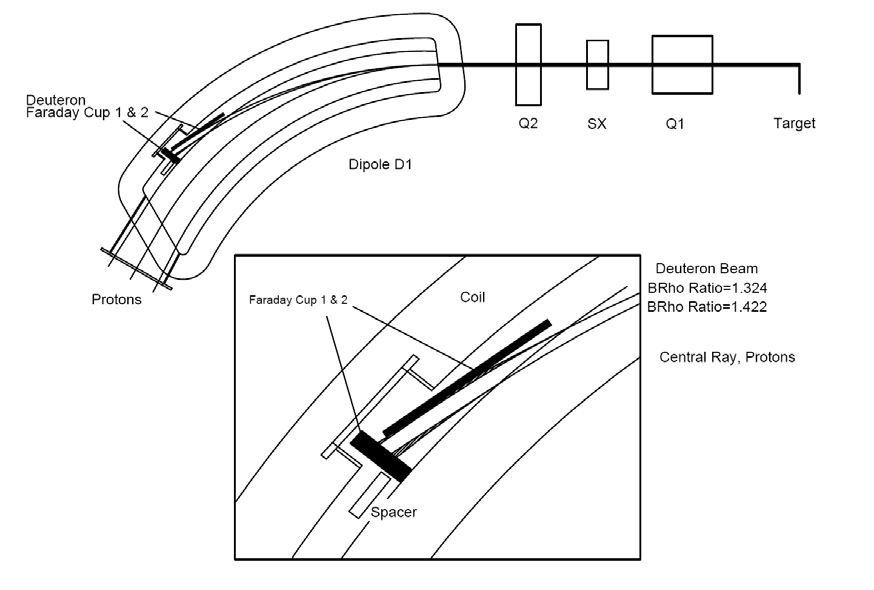 Deuteron
Faraday Cup 1 & 2
Q2
SX
Q1
Target
Dipole D1
Protons
Faraday Cup 1 & 2
Coil
Deuteron Beam
BRho Ratio=1.324
BRho Ratio=1.422
Central Ray, Protons
Spacer